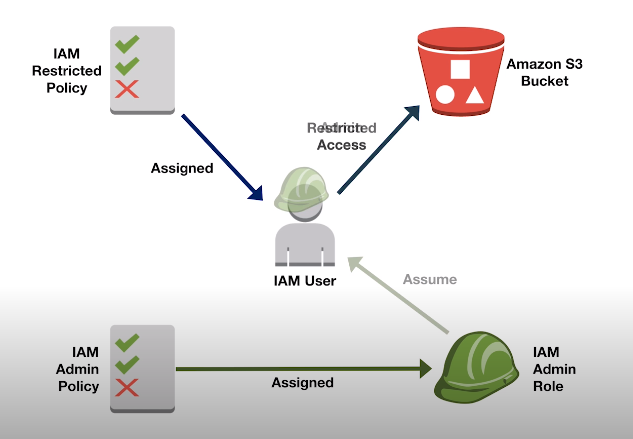 IAM
Restricted
Policy
Amazon S3
Bucket
Restricted
Admin
Access
Assigned
IAM User
Assume
IAM
Admin
Policy
Assigned
IAM
Admin
Role